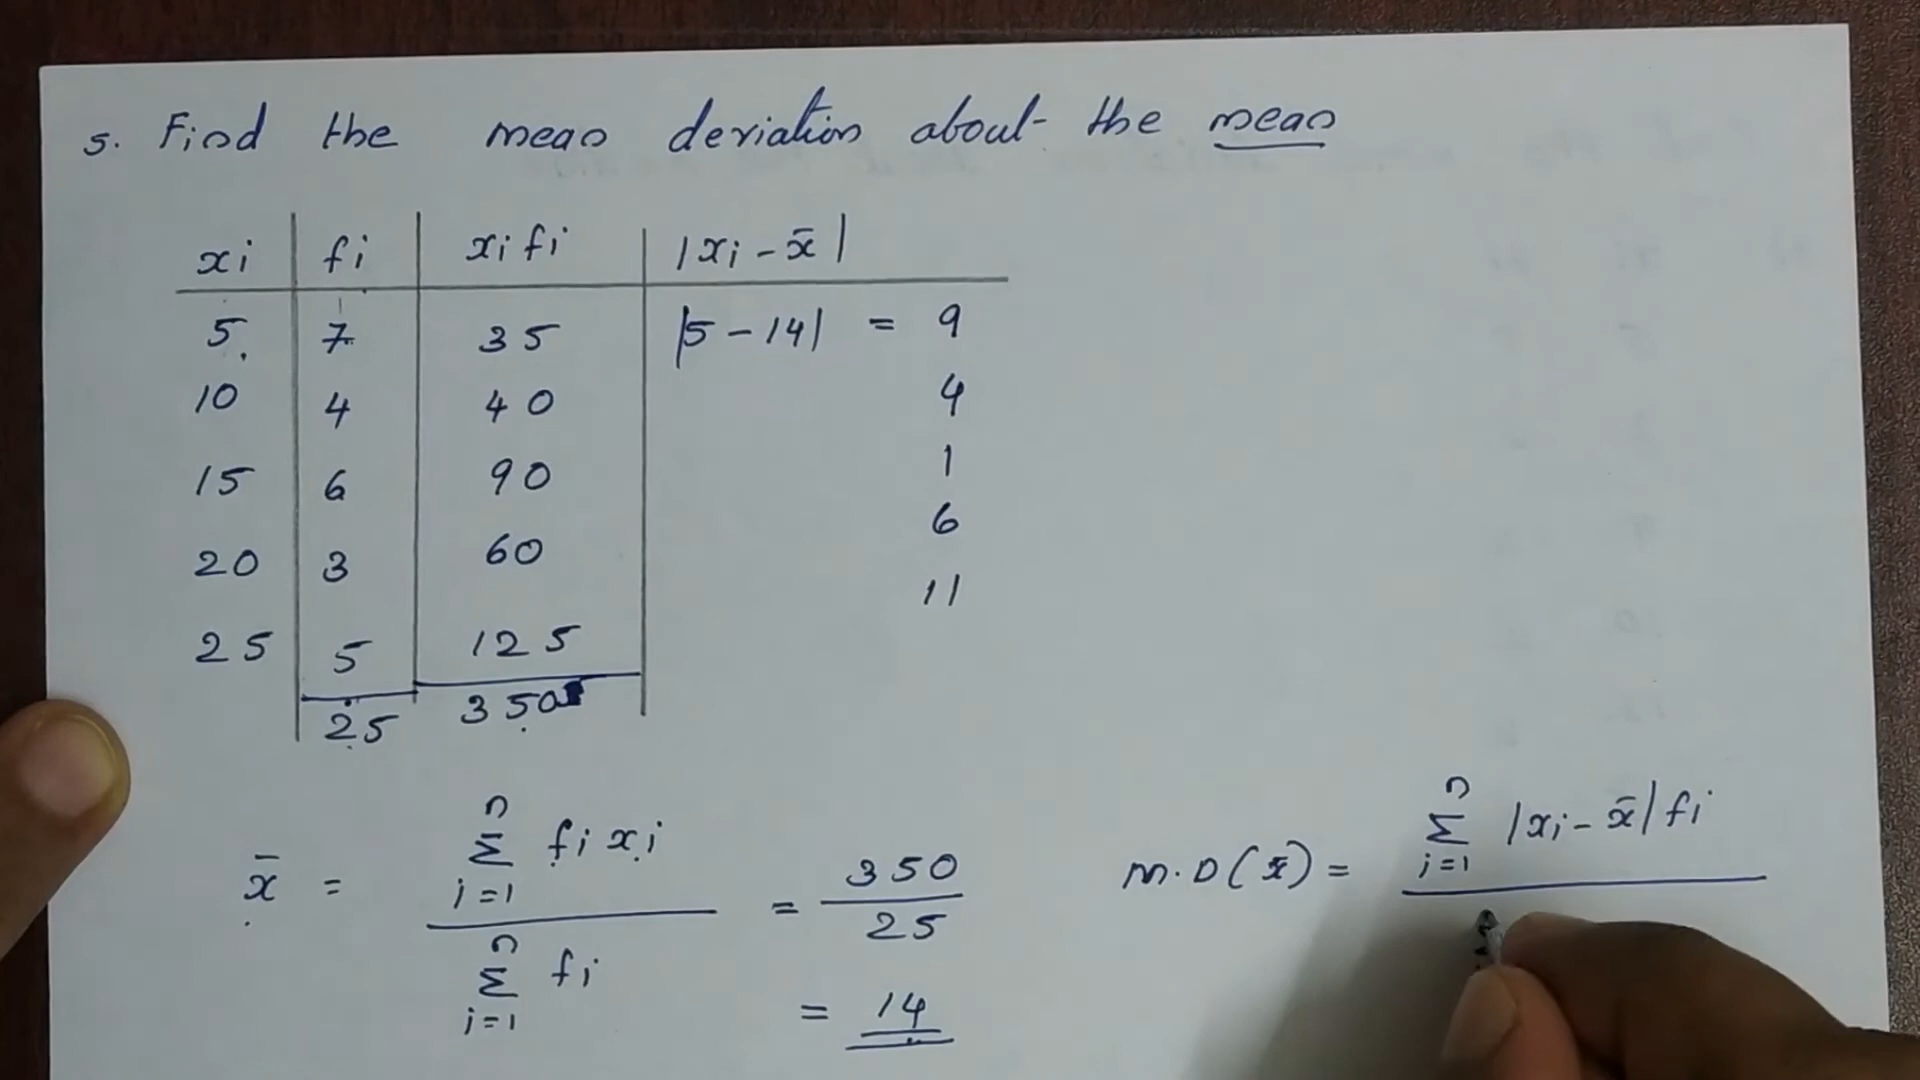 5. Find the mean deviation about the mean
xi | fi | xi fi | |xi - x̄|
5 | 7 | 35 | |5 - 14| = 9
10 | 4 | 40 | 4
15 | 6 | 90 | 1
20 | 3 | 60 | 6
25 | 5 | 125 | 11
25 | 350
x̄ = Σ i=1 n fi xi / Σ i=1 n fi = 350 / 25
= 14
M.D(x̄) = Σ i=1 n |xi - x̄| fi